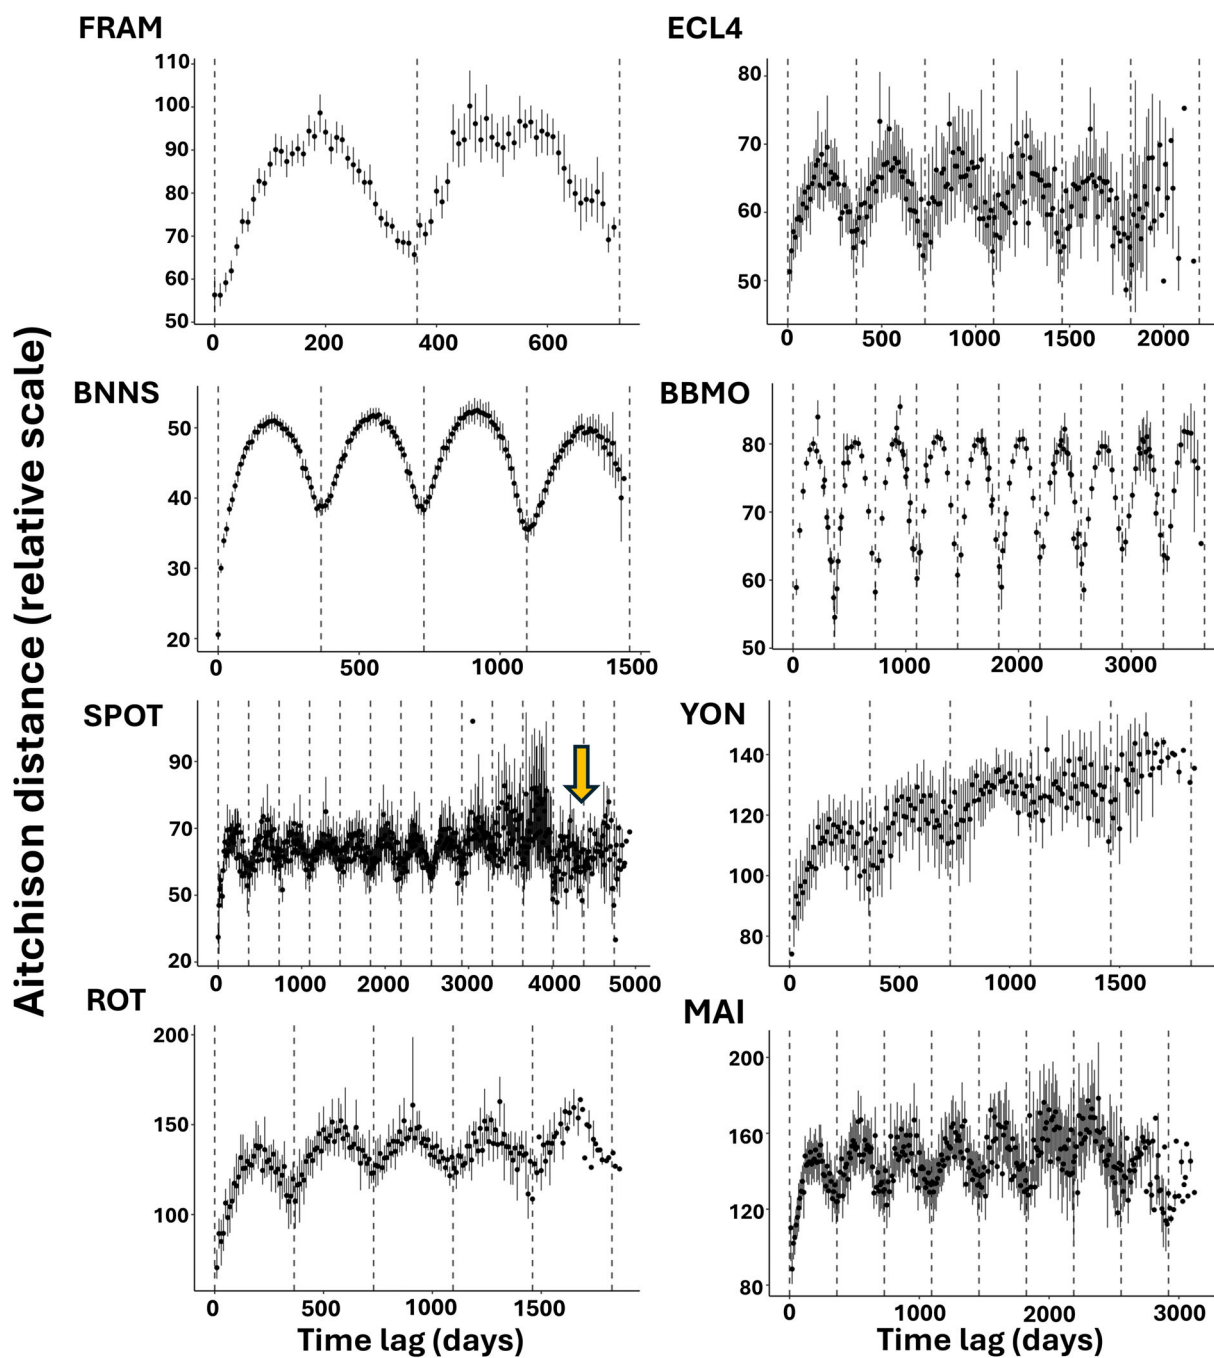 FRAM
ECL4
110
100
90
80
70
60
50
0 200 400 600
80
70
60
50
0 500 1000 1500 2000
BNNS
BBMO
50
40
30
20
0 500 1000 1500
80
70
60
50
0 1000 2000 3000
Aitchison distance (relative scale)
SPOT
YON
90
70
50
20
0 1000 2000 3000 4000 5000
140
120
100
80
0 500 1000 1500
ROT
MAI
200
150
100
0 500 1000 1500
Time lag (days)
200
160
120
80
0 1000 2000 3000
Time lag (days)